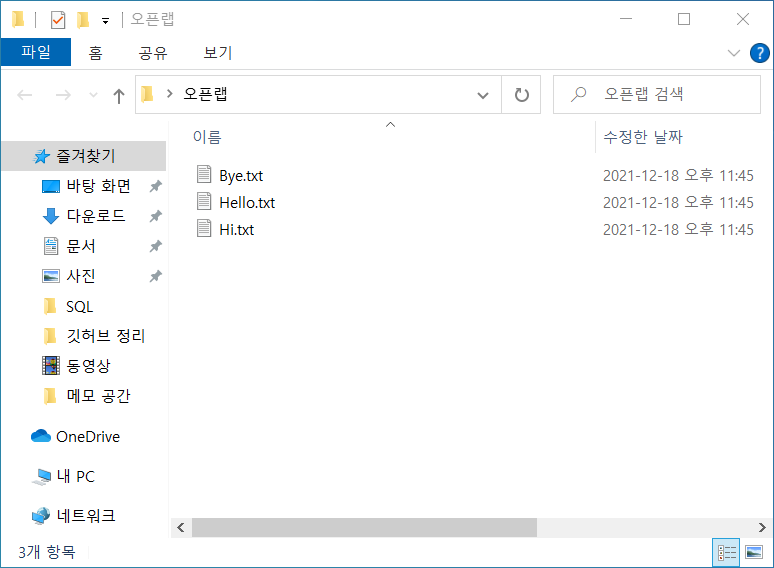 오픈랩
파일 홈 공유 보기
오픈랩 오픈랩 검색
이름 수정한 날짜
즐겨찾기
바탕 화면
다운로드
문서
사진
SQL
깃허브 정리
동영상
메모 공간
OneDrive
내 PC
네트워크
Bye.txt 2021-12-18 오후 11:45
Hello.txt 2021-12-18 오후 11:45
Hi.txt 2021-12-18 오후 11:45
3개 항목